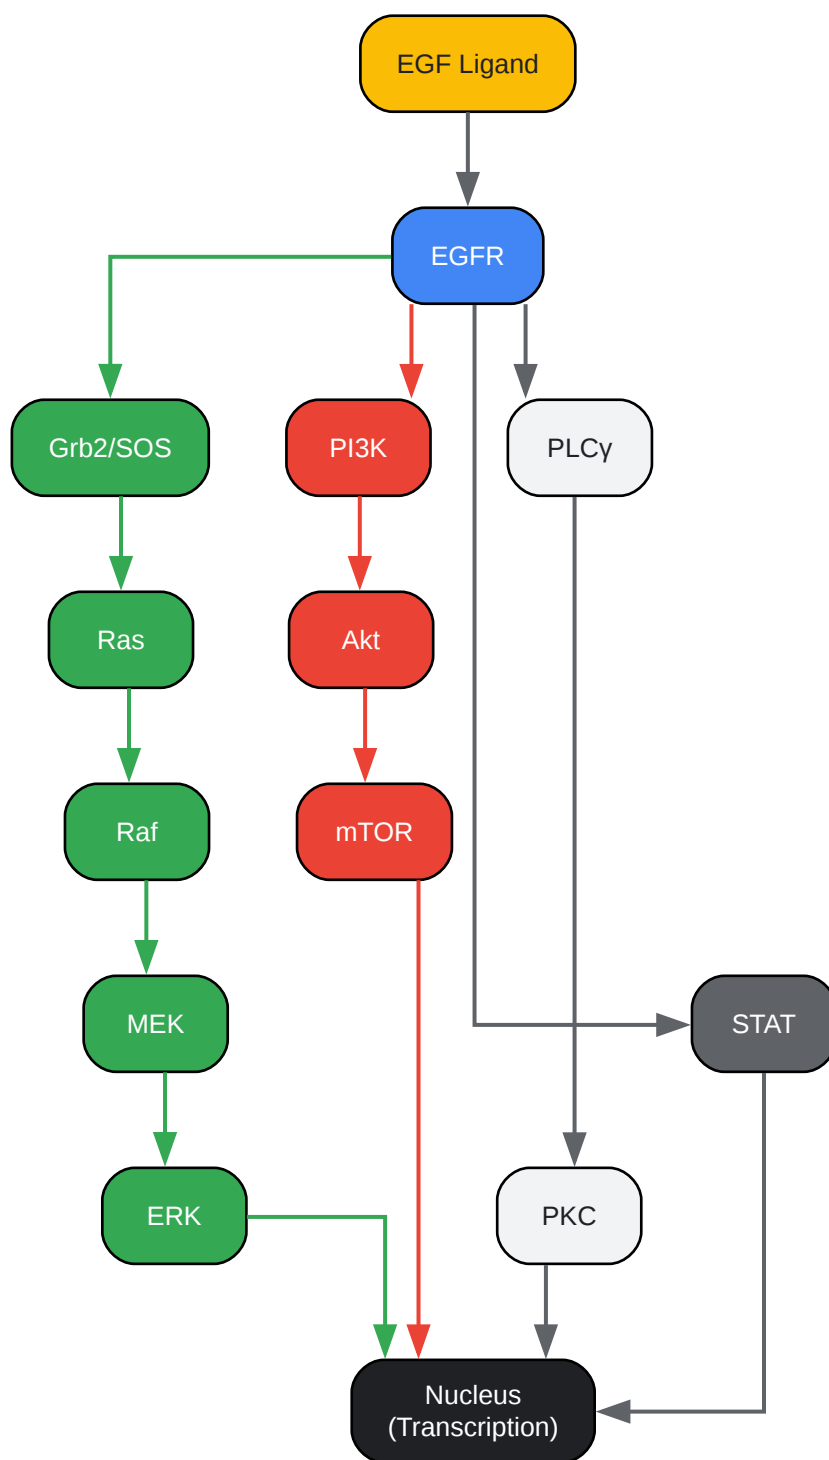 EGF Ligand
EGFR
Grb2/SOS
PI3K
PLCγ
Ras
Akt
Raf
mTOR
MEK
STAT
ERK
PKC
Nucleus
(Transcription)